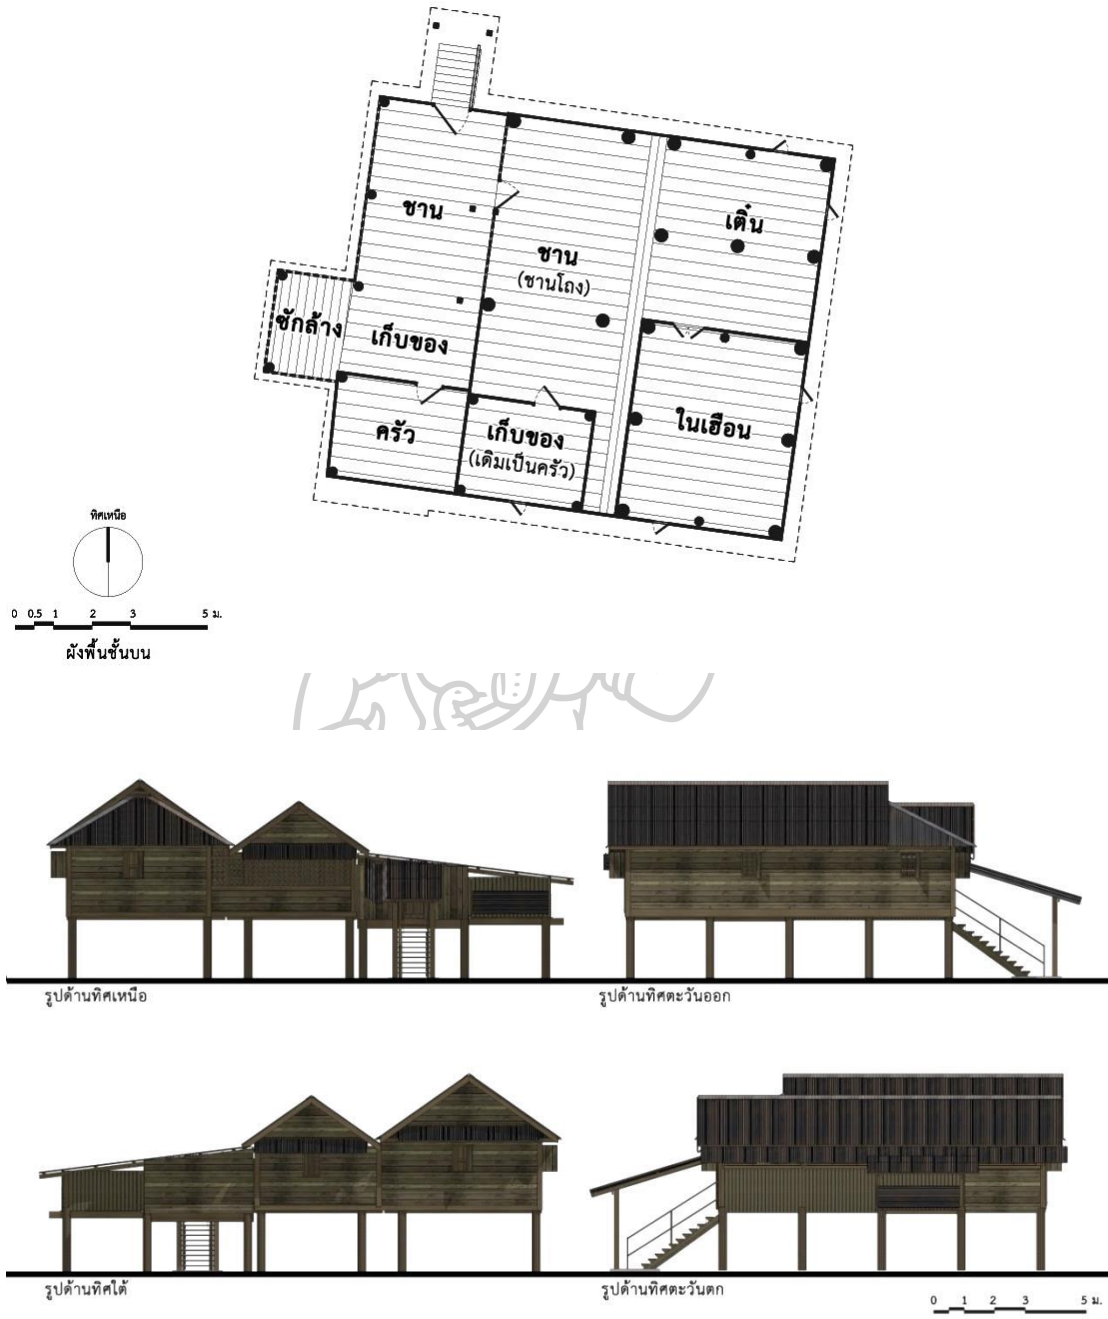 ชาน
เติ๋น
ชาน
(ชานโถง)
ซักล้าง
เก็บของ
ครัว
เก็บของ
(เดิมเป็นครัว)
ในเฮือน
ทิศเหนือ
0 0.5 1 2 3 5 ม.
ผังพื้นชั้นบน
รูปด้านทิศเหนือ
รูปด้านทิศตะวันออก
รูปด้านทิศใต้
รูปด้านทิศตะวันตก
0 1 2 3 5 ม.